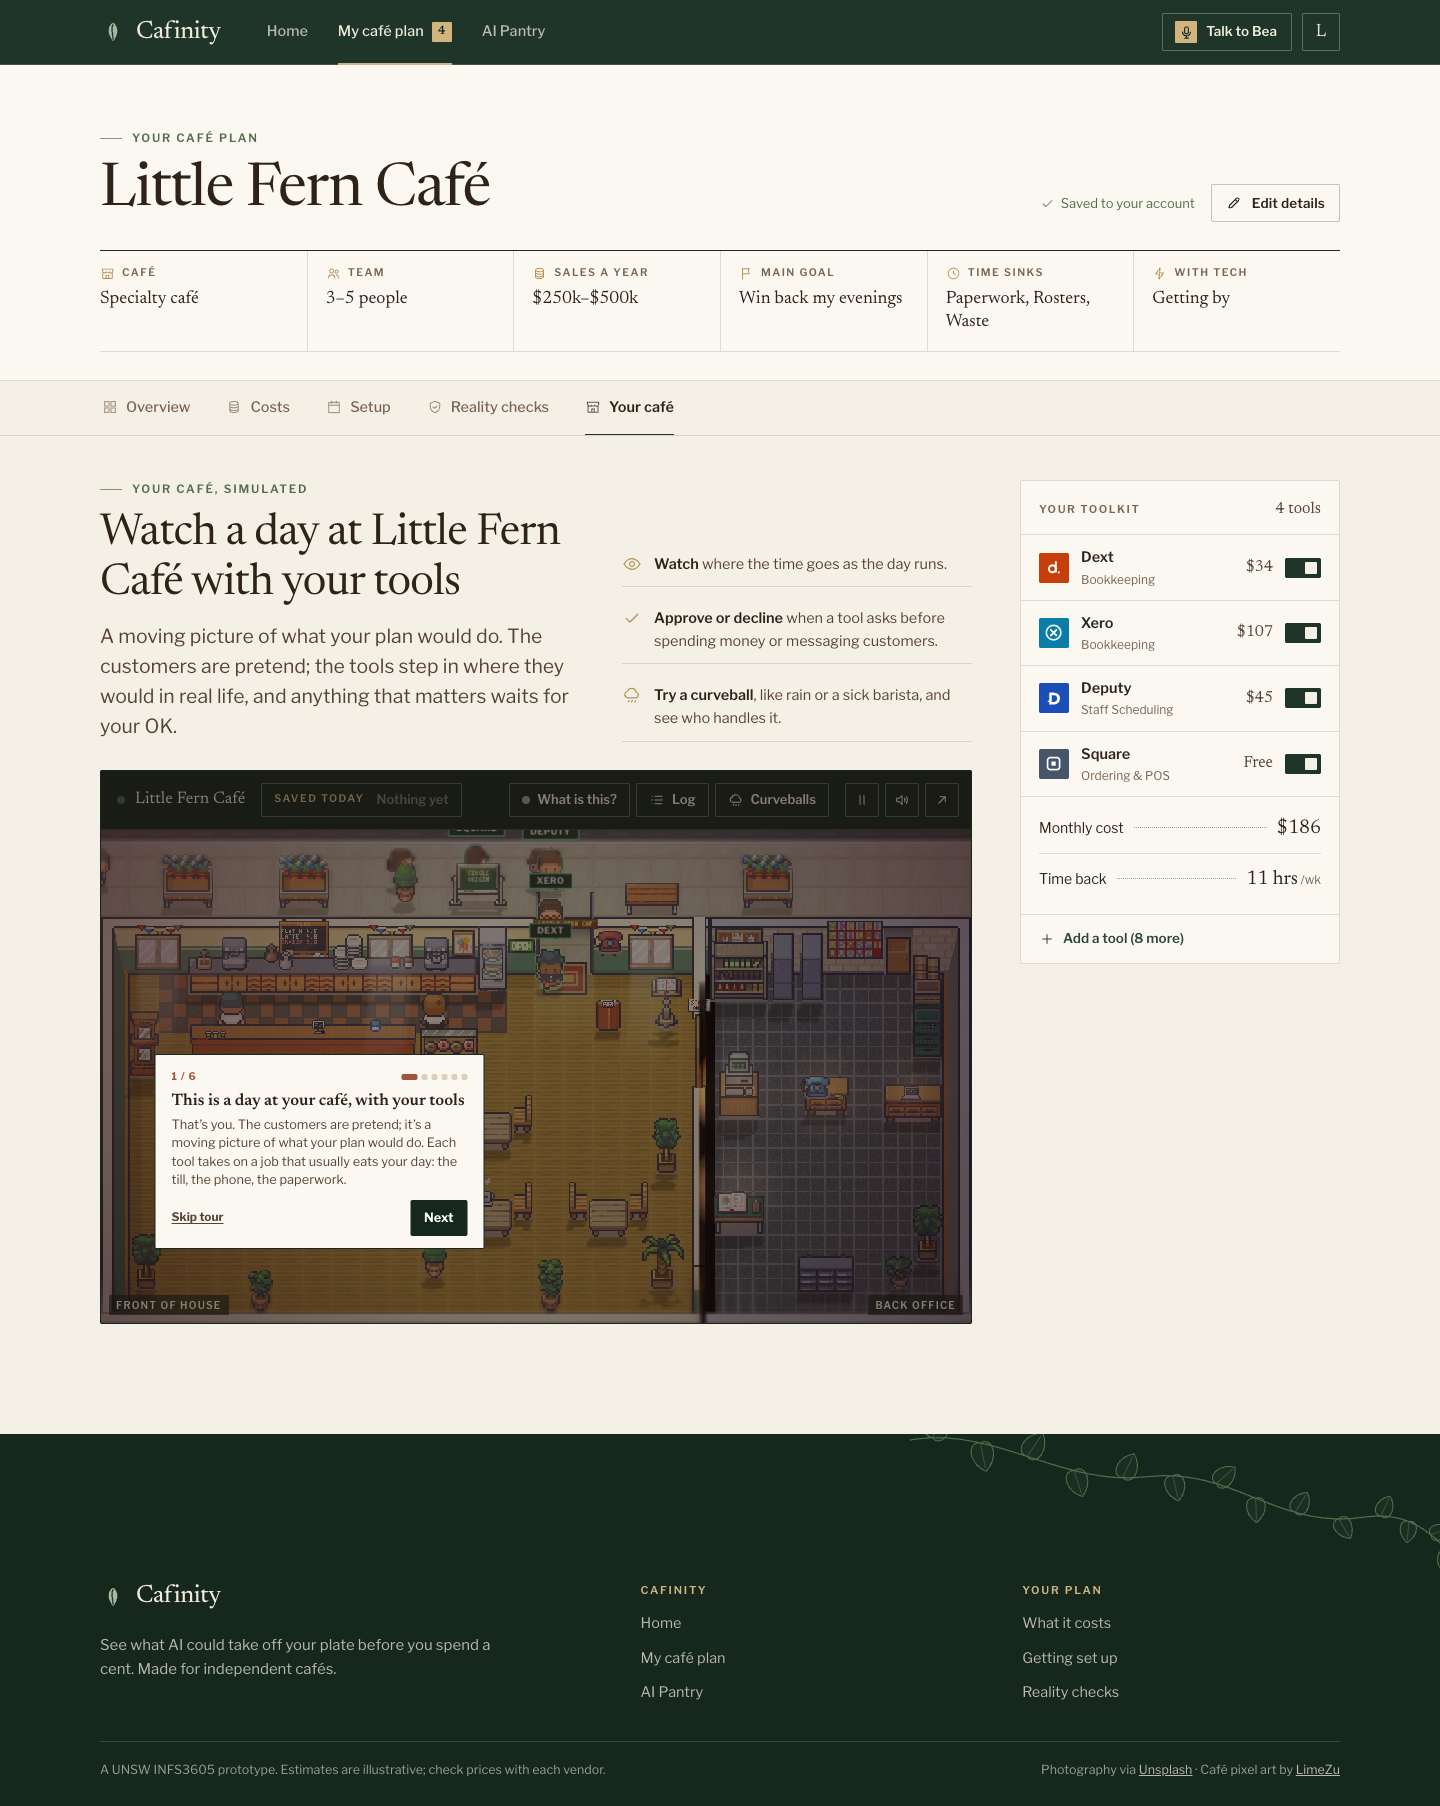 Cafinity
Home
My café plan 4
AI Pantry
Talk to Bea
L
YOUR CAFÉ PLAN
Little Fern Café
Saved to your account
Edit details
CAFÉ
Specialty café
TEAM
3–5 people
SALES A YEAR
$250k–$500k
MAIN GOAL
Win back my evenings
TIME SINKS
Paperwork, Rosters,
Waste
WITH TECH
Getting by
Overview
Costs
Setup
Reality checks
Your café
YOUR CAFÉ, SIMULATED
Watch a day at Little Fern
Café with your tools
A moving picture of what your plan would do. The
customers are pretend; the tools step in where they
would in real life, and anything that matters waits for
your OK.
Watch where the time goes as the day runs.
Approve or decline when a tool asks before
spending money or messaging customers.
Try a curveball, like rain or a sick barista, and
see who handles it.
YOUR TOOLKIT
4 tools
Dext
Bookkeeping
$34
Xero
Bookkeeping
$107
Deputy
Staff Scheduling
$45
Square
Ordering & POS
Free
Monthly cost
$186
Time back
11 hrs /wk
Add a tool (8 more)
Little Fern Café
SAVED TODAY Nothing yet
What is this?
Log
Curveballs
SQUARE
DEPUTY
SINGLE
ORIGIN
XERO
DEXT
OPEN
1 / 6
This is a day at your café, with your tools
That's you. The customers are pretend; it's a
moving picture of what your plan would do. Each
tool takes on a job that usually eats your day: the
till, the phone, the paperwork.
Skip tour
Next
FRONT OF HOUSE
BACK OFFICE
Cafinity
See what AI could take off your plate before you spend a
cent. Made for independent cafés.
CAFINITY
Home
My café plan
AI Pantry
YOUR PLAN
What it costs
Getting set up
Reality checks
A UNSW INFS3605 prototype. Estimates are illustrative; check prices with each vendor.
Photography via Unsplash · Café pixel art by LimeZu